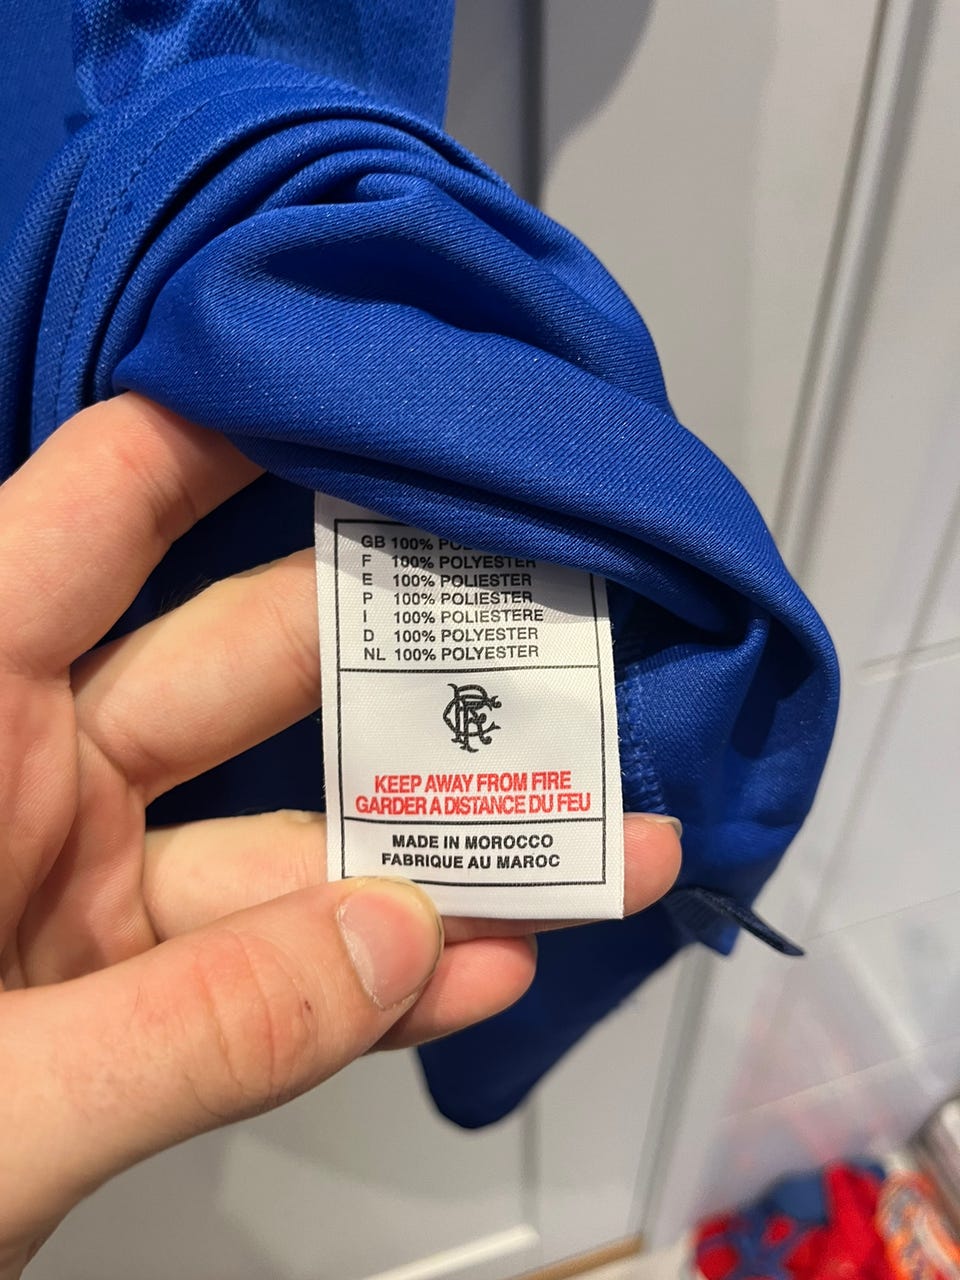 GB 100%
F 100% POLYESTER
E 100% POLIESTER
P 100% POLIESTER
I 100% POLIESTERE
D 100% POLYESTER
NL 100% POLYESTER
KEEP AWAY FROM FIRE
GARDER A DISTANCE DU FEU
MADE IN MOROCCO
FABRIQUE AU MAROC